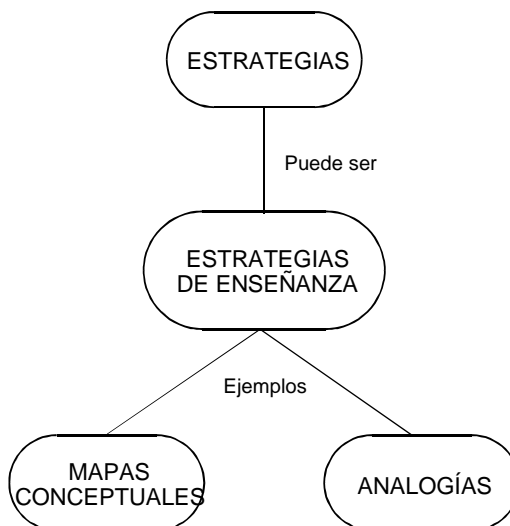 ESTRATEGIAS
Puede ser
ESTRATEGIAS
DE ENSEÑANZA
Ejemplos
MAPAS
CONCEPTUALES
ANALOGÍAS